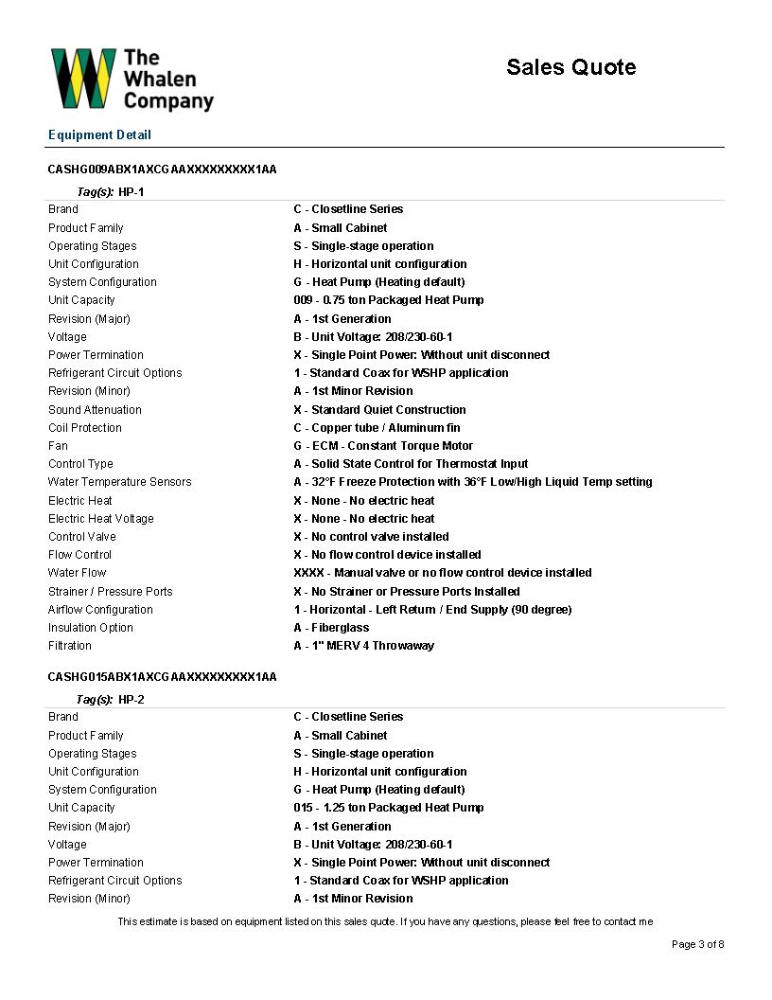 The
Whalen
Company
Sales Quote
Equipment Detail
CASHG009ABX1AXCGAAXXXXXXXXX1AA
Tag(s): HP-1
Brand C - Closetline Series
Product Family A - Small Cabinet
Operating Stages S - Single-stage operation
Unit Configuration H - Horizontal unit configuration
System Configuration G - Heat Pump (Heating default)
Unit Capacity 009 - 0.75 ton Packaged Heat Pump
Revision (Major) A - 1st Generation
Voltage B - Unit Voltage: 208/230-60-1
Power Termination X - Single Point Power: Without unit disconnect
Refrigerant Circuit Options 1 - Standard Coax for WSHP application
Revision (Minor) A - 1st Minor Revision
Sound Attenuation X - Standard Quiet Construction
Coil Protection C - Copper tube / Aluminum fin
Fan G - ECM - Constant Torque Motor
Control Type A - Solid State Control for Thermostat Input
Water Temperature Sensors A - 32°F Freeze Protection with 36°F Low/High Liquid Temp setting
Electric Heat X - None - No electric heat
Electric Heat Voltage X - None - No electric heat
Control Valve X - No control valve installed
Flow Control X - No flow control device installed
Water Flow XXXX - Manual valve or no flow control device installed
Strainer / Pressure Ports X - No Strainer or Pressure Ports Installed
Airflow Configuration 1 - Horizontal - Left Return / End Supply (90 degree)
Insulation Option A - Fiberglass
Filtration A - 1" MERV 4 Throwaway
CASHG015ABX1AXCGAAXXXXXXXXX1AA
Tag(s): HP-2
Brand C - Closetline Series
Product Family A - Small Cabinet
Operating Stages S - Single-stage operation
Unit Configuration H - Horizontal unit configuration
System Configuration G - Heat Pump (Heating default)
Unit Capacity 015 - 1.25 ton Packaged Heat Pump
Revision (Major) A - 1st Generation
Voltage B - Unit Voltage: 208/230-60-1
Power Termination X - Single Point Power: Without unit disconnect
Refrigerant Circuit Options 1 - Standard Coax for WSHP application
Revision (Minor) A - 1st Minor Revision
This estimate is based on equipment listed on this sales quote. If you have any questions, please feel free to contact me
Page 3 of 8